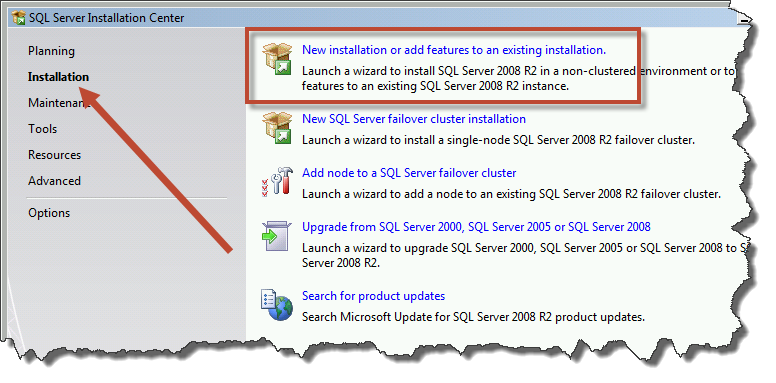 SQL Server Installation Center
Planning
Installation
Maintenan
Tools
Resources
Advanced
Options
New installation or add features to an existing installation.
Launch a wizard to install SQL Server 2008 R2 in a non-clustered environment or to
features to an existing SQL Server 2008 R2 instance.
New SQL Server failover cluster installation
Launch a wizard to install a single-node SQL Server 2008 R2 failover cluster.
Add node to a SQL Server failover cluster
Launch a wizard to add a node to an existing SQL Server 2008 R2 failover cluster.
Upgrade from SQL Server 2000, SQL Server 2005 or SQL Server 2008
Launch a wizard to upgrade SQL Server 2000, SQL Server 2005 or SQL Server 2008 to S
Server 2008 R2.
Search for product updates
Search Microsoft Update for SQL Server 2008 R2 product updates.